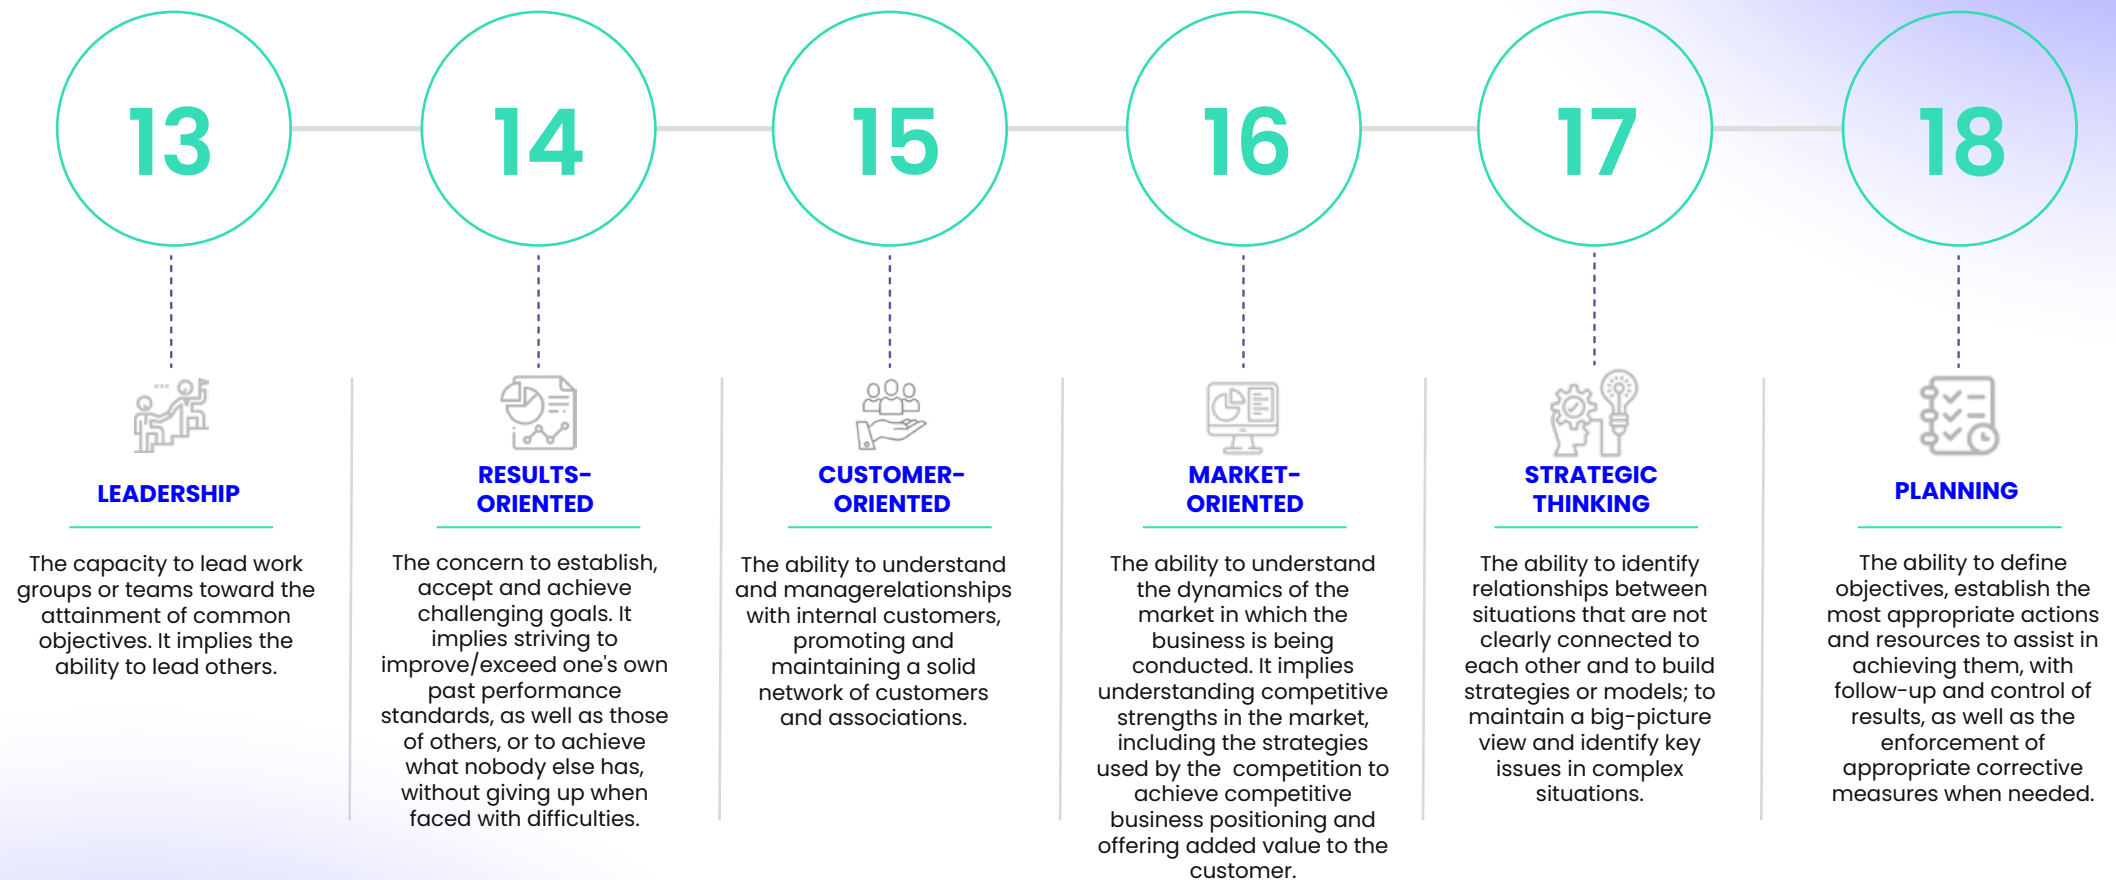 13
14
15
16
17
18
LEADERSHIP
The capacity to lead work
groups or teams toward the
attainment of common
objectives. It implies the
ability to lead others.
RESULTS-
ORIENTED
The concern to establish,
accept and achieve
challenging goals. It
implies striving to
improve/exceed one's own
past performance
standards, as well as those
of others, or to achieve
what nobody else has,
without giving up when
faced with difficulties.
CUSTOMER-
ORIENTED
The ability to understand
and managerelationships
with internal customers,
promoting and
maintaining a solid
network of customers
and associations.
MARKET-
ORIENTED
The ability to understand
the dynamics of the
market in which the
business is being
conducted. It implies
understanding competitive
strengths in the market,
including the strategies
used by the  competition to
achieve competitive
business positioning and
offering added value to the
customer.
STRATEGIC
THINKING
The ability to identify
relationships between
situations that are not
clearly connected to
each other and to build
strategies or models; to
maintain a big-picture
view and identify key
issues in complex
situations.
PLANNING
The ability to define
objectives, establish the
most appropriate actions
and resources to assist in
achieving them, with
follow-up and control of
results, as well as the
enforcement of
appropriate corrective
measures when needed.